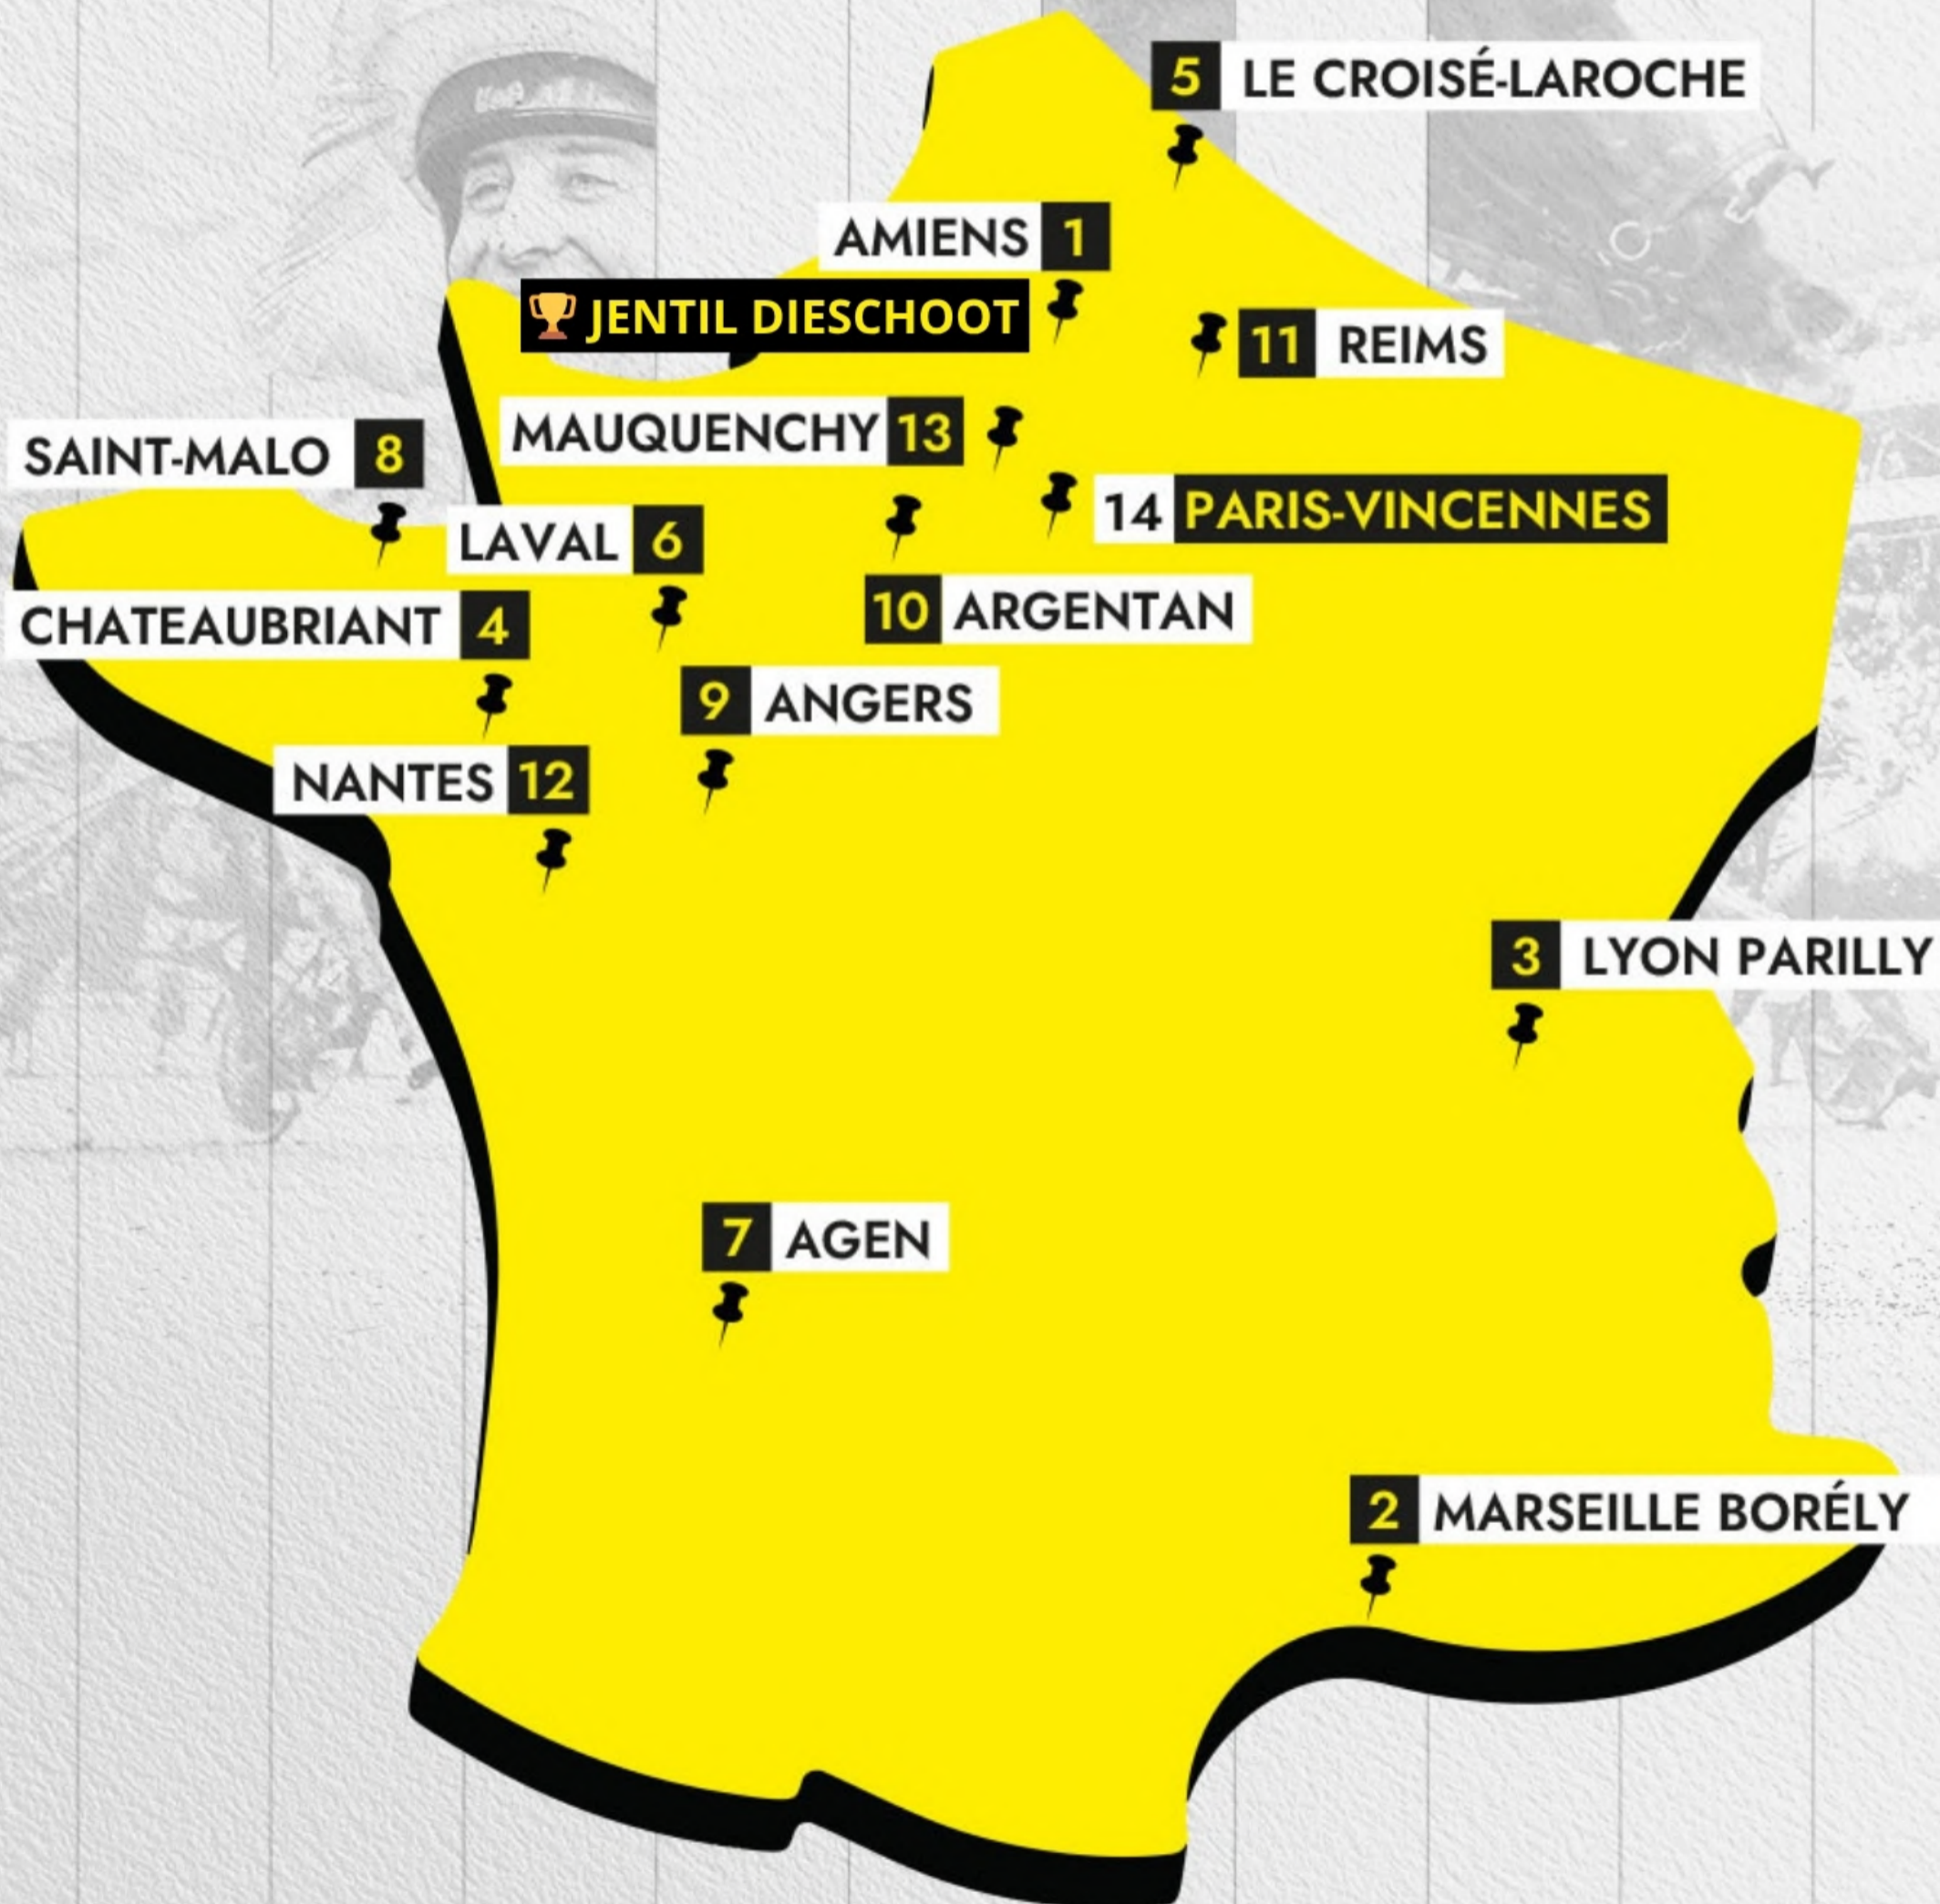 5 LE CROISÉ-LAROCHE
AMIENS 1
🏆 JENTIL DIESCHOOT
11 REIMS
MAUQUENCHY 13
SAINT-MALO 8
14 PARIS-VINCENNES
LAVAL 6
10 ARGENTAN
CHATEAUBRIANT 4
9 ANGERS
NANTES 12
3 LYON PARILLY
7 AGEN
2 MARSEILLE BORÉLY